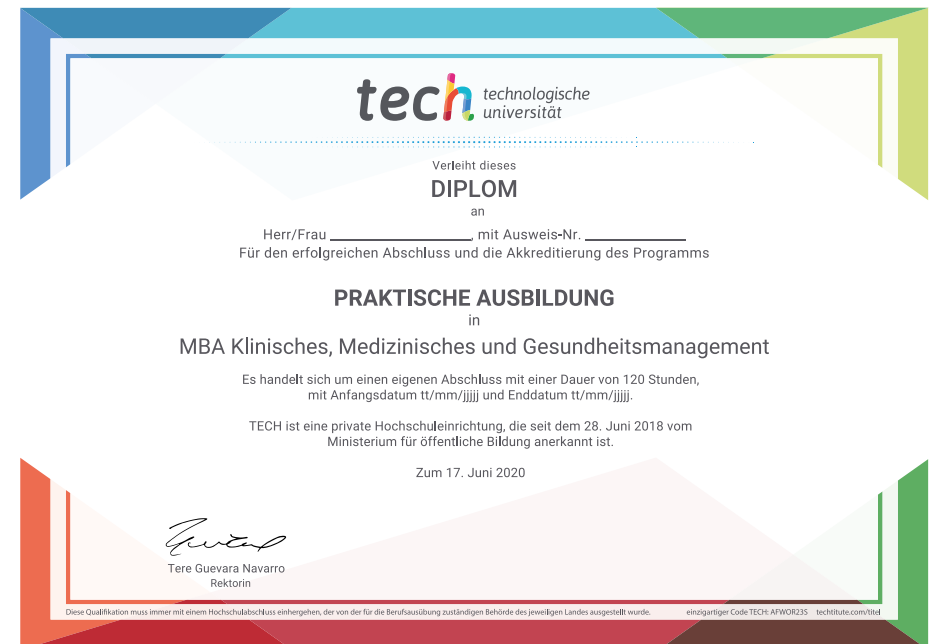 tech technologische
universität
Verleiht dieses
DIPLOM
an
Herr/Frau ____________________, mit Ausweis-Nr. ______________
Für den erfolgreichen Abschluss und die Akkreditierung des Programms
PRAKTISCHE AUSBILDUNG
in
MBA Klinisches, Medizinisches und Gesundheitsmanagement
Es handelt sich um einen eigenen Abschluss mit einer Dauer von 120 Stunden,
mit Anfangsdatum tt/mm/jjjjj und Enddatum tt/mm/jjjjj.
TECH ist eine private Hochschuleinrichtung, die seit dem 28. Juni 2018 vom
Ministerium für öffentliche Bildung anerkannt ist.
Zum 17. Juni 2020
Tere Guevara Navarro
Rektorin
Diese Qualifikation muss immer mit einem Hochschulabschluss einhergehen, der von der für die Berufsausübung zuständigen Behörde des jeweiligen Landes ausgestellt wurde. einzigartiger Code TECH: AFWOR23S techtitute.com/titel